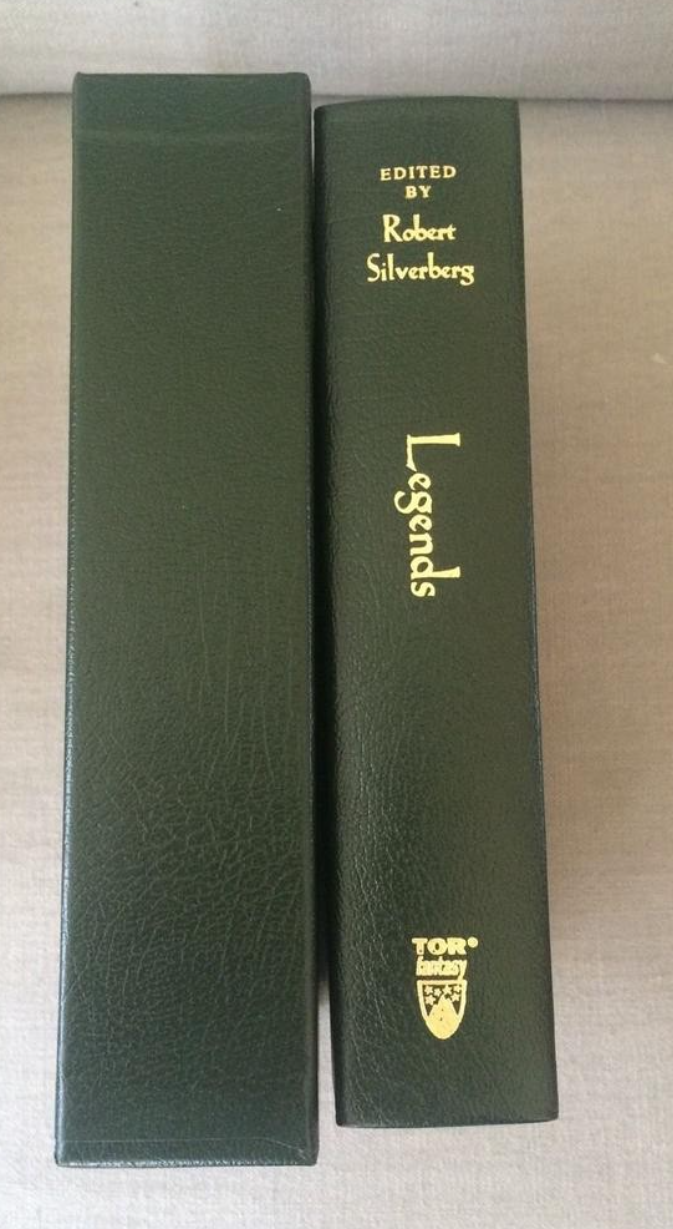 EDITED
BY
Robert
Silverberg
Legends
TOR®
fantasy